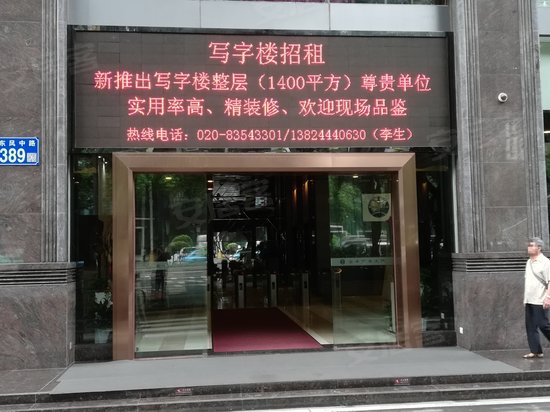 写字楼招租
新推出写字楼整层（1400平方）尊贵单位
实用率高、精装修、欢迎现场品鉴
热线电话：020-83543301/13824440630（李生）
东风中路
389